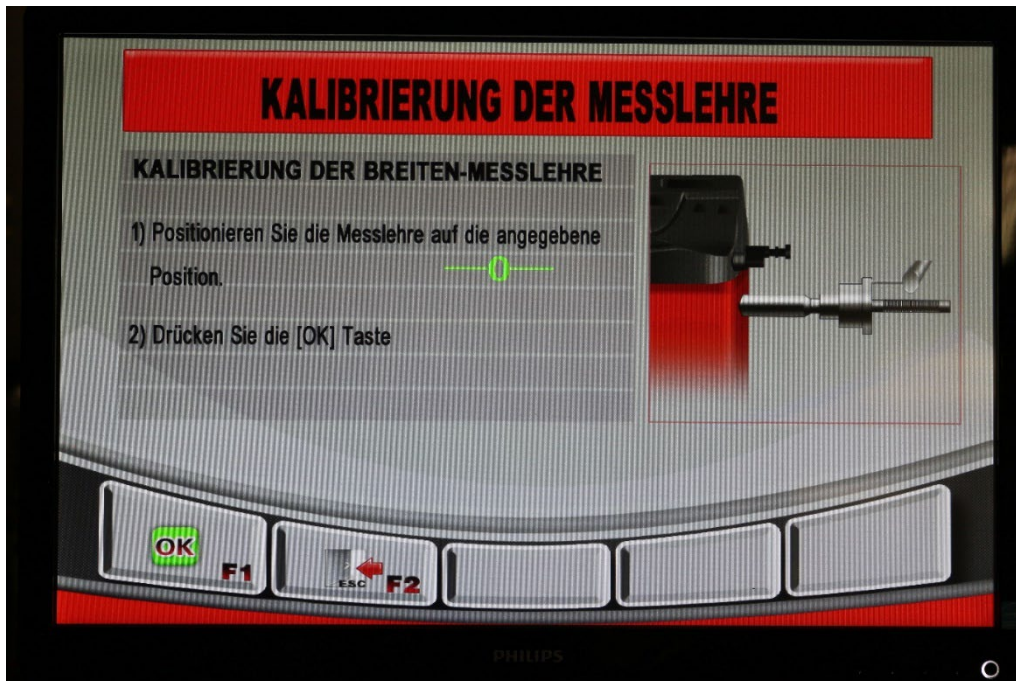 KALIBRIERUNG DER MESSLEHRE
KALIBRIERUNG DER BREITEN-MESSLEHRE
1) Positionieren Sie die Messlehre auf die angegebene
Position.
0
2) Drücken Sie die [OK] Taste
OK
F1
ESC
F2
PHILIPS